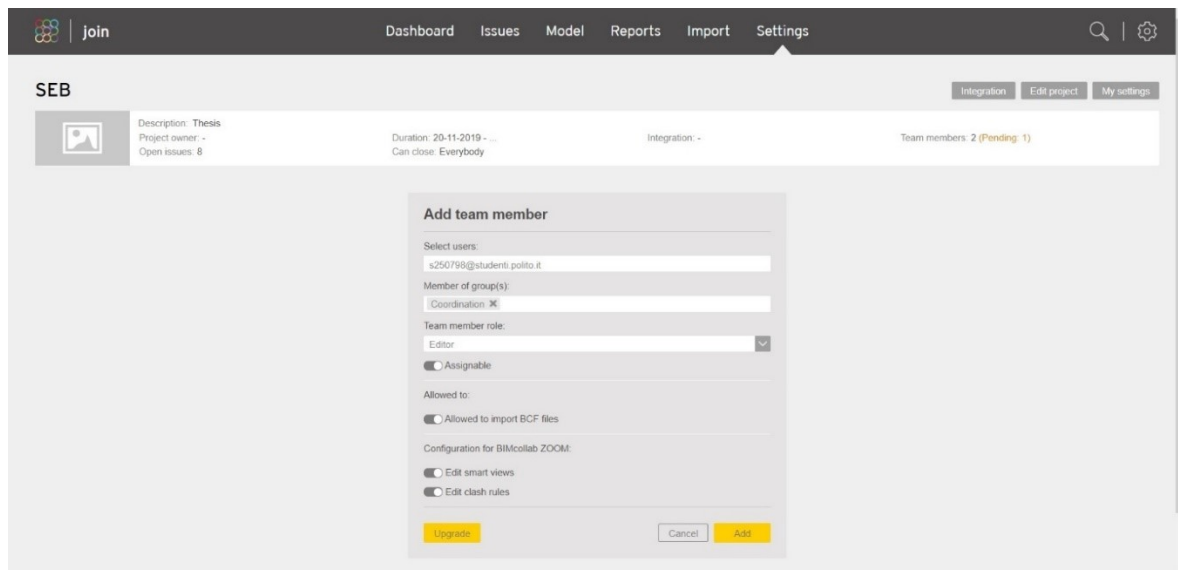 join
Dashboard Issues Model Reports Import Settings
SEB
Integration Edit project My settings
Description: Thesis
Project owner: -
Open issues: 8
Duration: 20-11-2019 - ...
Can close: Everybody
Integration: -
Team members: 2 (Pending: 1)
Add team member
Select users:
s250798@studenti.polito.it
Member of group(s):
Coordination ✖
Team member role:
Editor
Assignable
Allowed to:
Allowed to import BCF files
Configuration for BIMcollab ZOOM:
Edit smart views
Edit clash rules
Upgrade Cancel Add